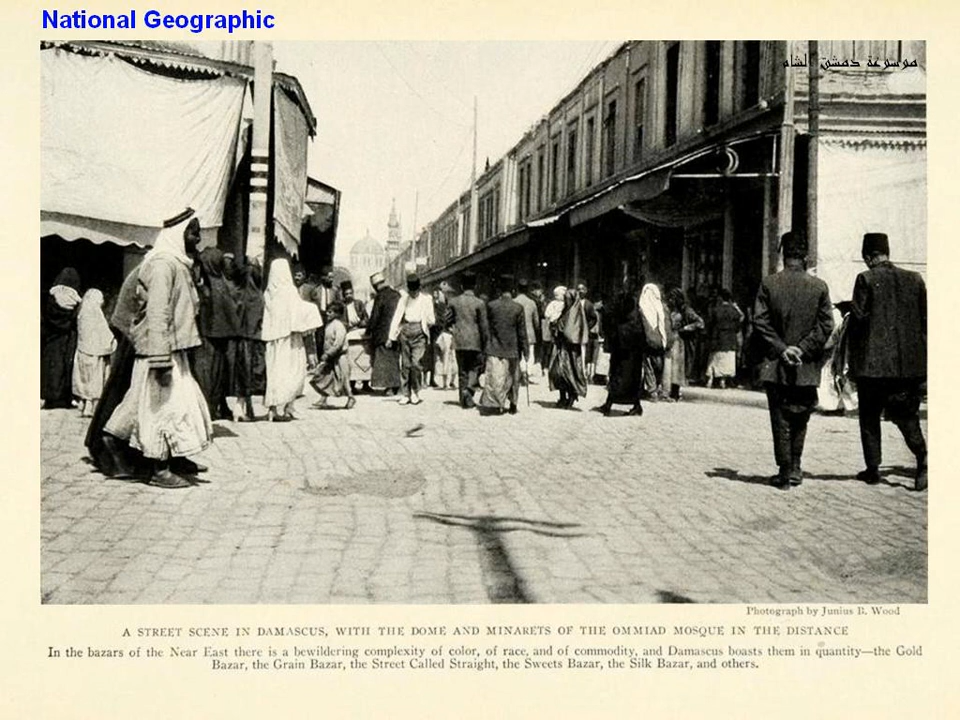 National Geographic
موسوعة دمشق الشام
Photograph by Junius B. Wood
A STREET SCENE IN DAMASCUS, WITH THE DOME AND MINARETS OF THE OMMIAD MOSQUE IN THE DISTANCE
In the bazars of the Near East there is a bewildering complexity of color, of race, and of commodity, and Damascus boasts them in quantity—the Gold
Bazar, the Grain Bazar, the Street Called Straight, the Sweets Bazar, the Silk Bazar, and others.